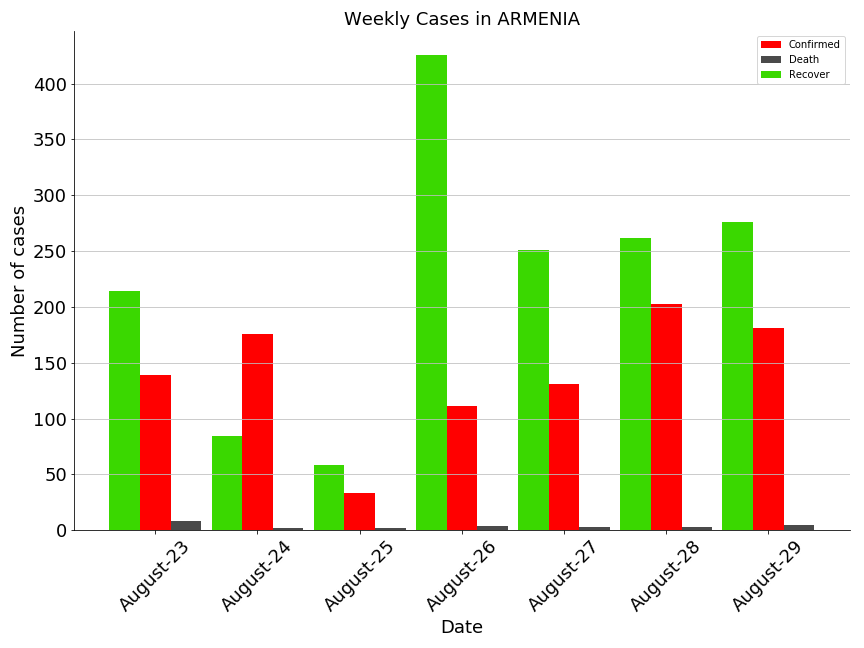 Weekly Cases in ARMENIA
Confirmed
Death
Recover
Number of cases
400
350
300
250
200
150
100
50
0
August-23
August-24
August-25
August-26
August-27
August-28
August-29
Date